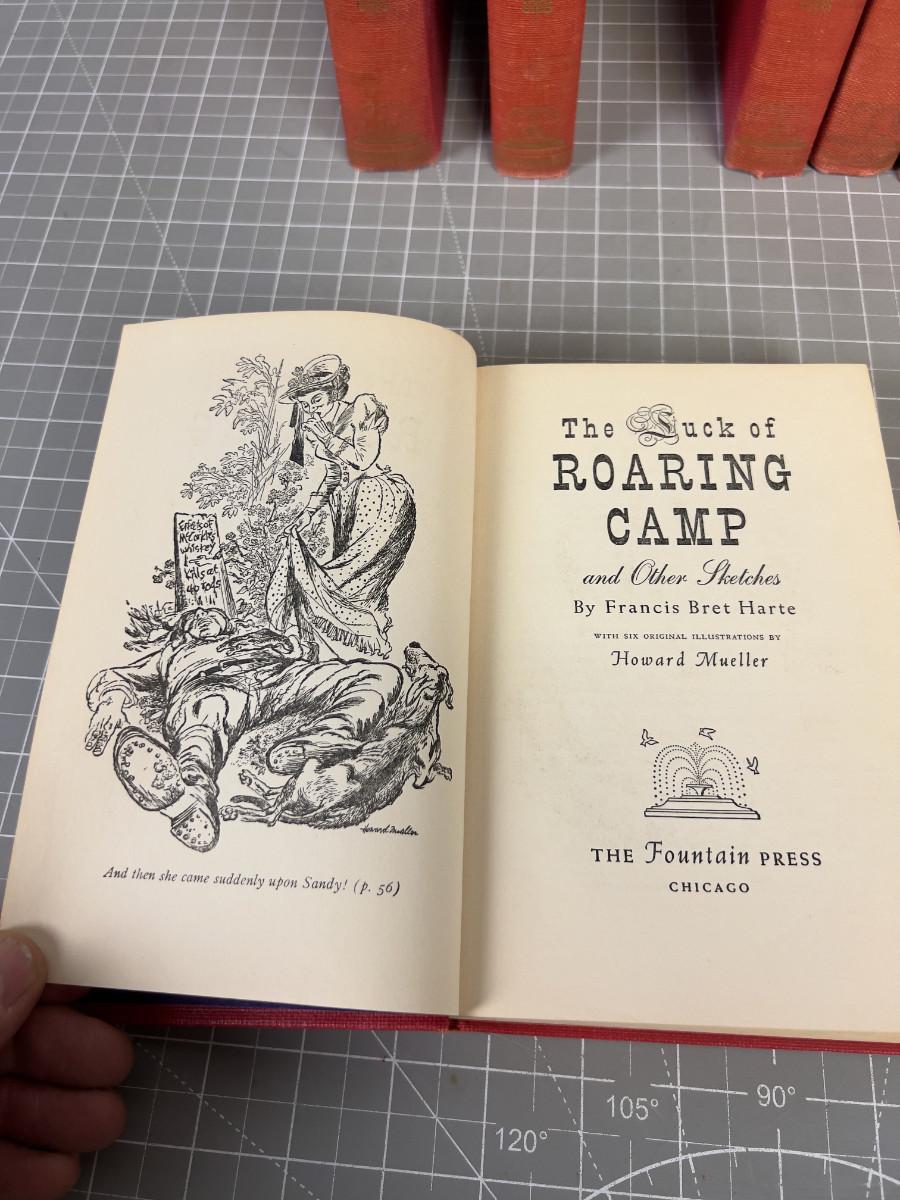 Effects of
McCorkle
whiskey
kills at
40 Rods
Howard Mueller
And then she came suddenly upon Sandy! (p. 56)
The Luck of
ROARING
CAMP
and Other Sketches
By Francis Bret Harte
WITH SIX ORIGINAL ILLUSTRATIONS BY
Howard Mueller
THE Fountain PRESS
CHICAGO
120°
105°
90°